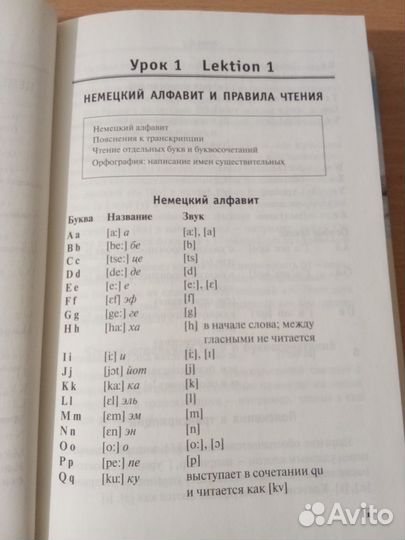 Урок 1 Lektion 1
НЕМЕЦКИЙ АЛФАВИТ И ПРАВИЛА ЧТЕНИЯ
Немецкий алфавит
Пояснения к транскрипции
Чтение отдельных букв и буквосочетаний
Орфография: написание имен существительных
Немецкий алфавит
Буква Название Звук
A a [a:] а [a:], [a]
B b [be:] бе [b]
C c [tse:] це [ts]
D d [de:] де [d]
E e [e:] е [e:], [ɛ]
F f [ɛf] эф [f]
G g [ge:] ге [g]
H h [ha:] ха [h] в начале слова; между
гласными не читается
I i [i:] и [i:], [ɪ]
J j [jɔt] йот [j]
K k [ka:] ка [k]
L l [ɛl] эль [l]
M m [ɛm] эм [m]
N n [ɛn] эн [n]
O o [o:] о [o:], [ɔ]
P p [pe:] пе [p]
Q q [ku:] ку выступает в сочетании qu
и читается как [kv]
Avito